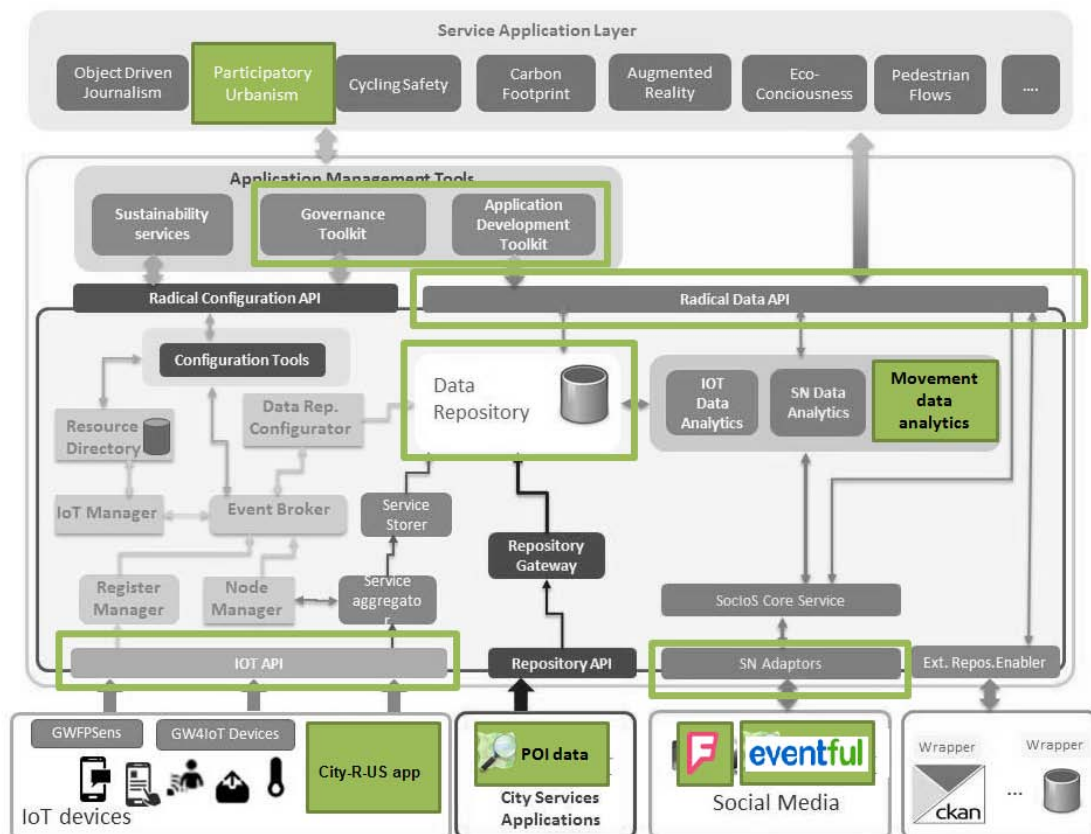 Service Application Layer
Object Driven
Journalism
Participatory
Urbanism
Cycling Safety
Carbon
Footprint
Augmented
Reality
Eco-
Conciousness
Pedestrian
Flows
....
Application Management Tools
Sustainability
services
Governance
Toolkit
Application
Development
Toolkit
Radical Configuration API
Radical Data API
Configuration Tools
Data
Repository
IOT
Data
Analytics
SN Data
Analytics
Movement
data
analytics
Resource
Directory
Data Rep.
Configurator
IoT Manager
Event Broker
Service
Storer
Repository
Gateway
Register
Manager
Node
Manager
Service
aggregato
r
SocIoS Core Service
IOT API
Repository API
SN Adaptors
Ext. Repos.Enabler
GWFPSens
GW4IoT Devices
City-R-US app
IoT devices
POI data
City Services
Applications
eventful
Social Media
Wrapper
ckan
...
Wrapper